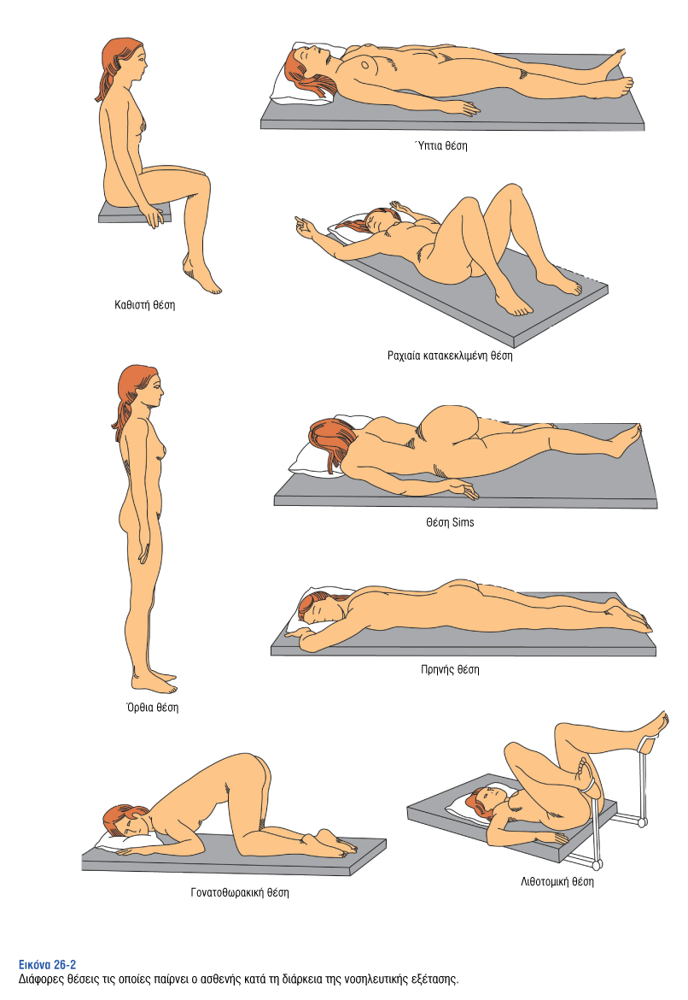 Ύπτια θέση
Καθιστή θέση
Ραχιαία κατακεκλιμένη θέση
Θέση Sims
Πρηνής θέση
Όρθια θέση
Γονατοθωρακική θέση
Λιθοτομική θέση
Εικόνα 26-2
Διάφορες θέσεις τις οποίες παίρνει ο ασθενής κατά τη διάρκεια της νοσηλευτικής εξέτασης.